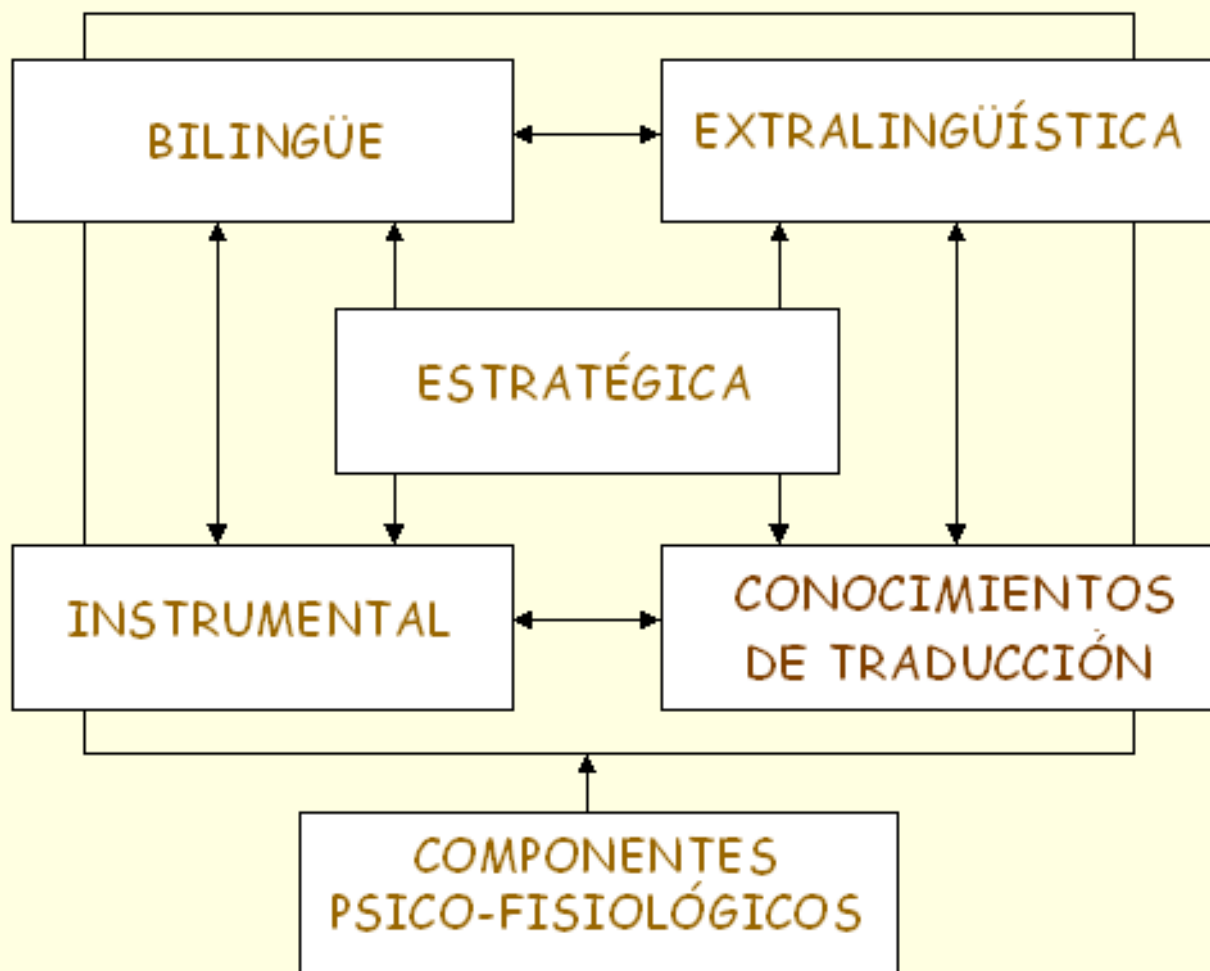 BILINGÜE
EXTRALINGÜÍSTICA
ESTRATÉGICA
INSTRUMENTAL
CONOCIMIENTOS
DE TRADUCCIÓN
COMPONENTES
PSICO-FISIOLÓGICOS